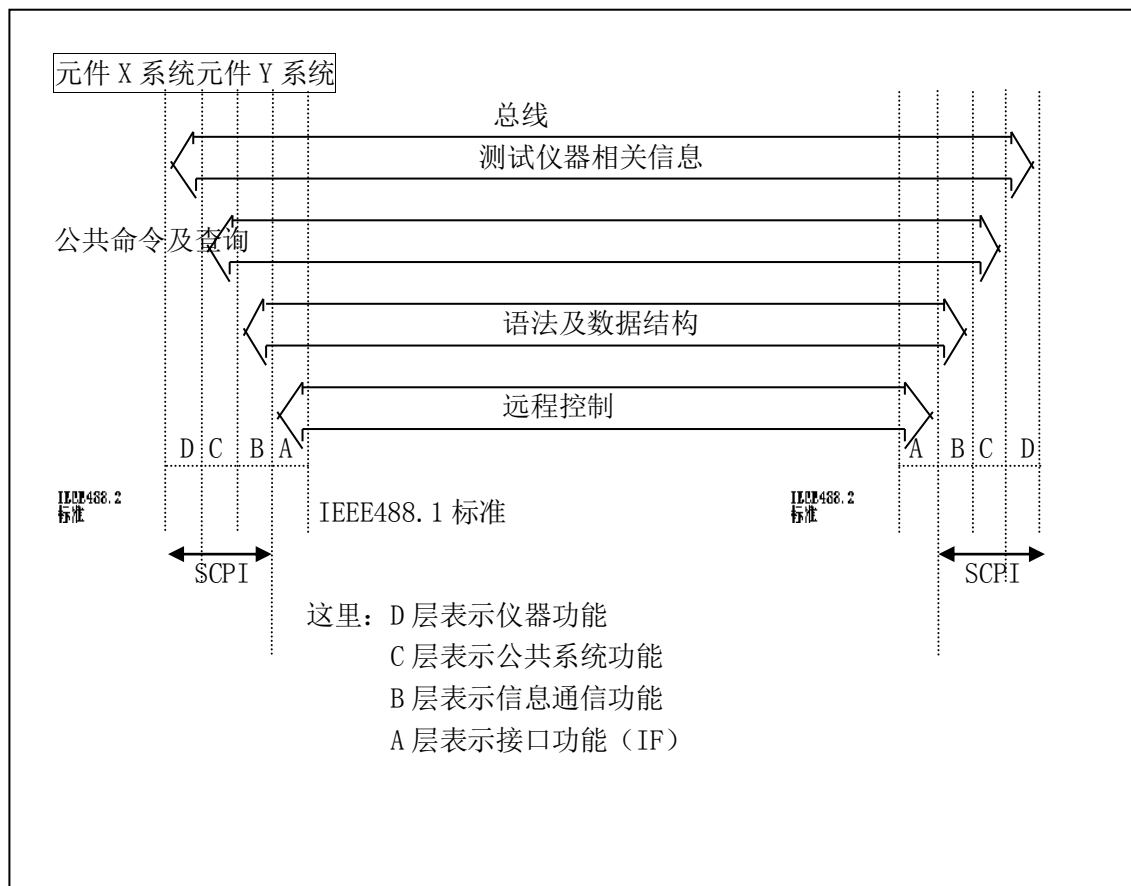 元件 X 系统元件 Y 系统
总线
测试仪器相关信息
公共命令及查询
语法及数据结构
远程控制
D C B A A B C D
IEEE488.2
标准
IEEE488.1 标准
IEEE488.2
标准
SCPI SCPI
这里：D 层表示仪器功能
C 层表示公共系统功能
B 层表示信息通信功能
A 层表示接口功能（IF）